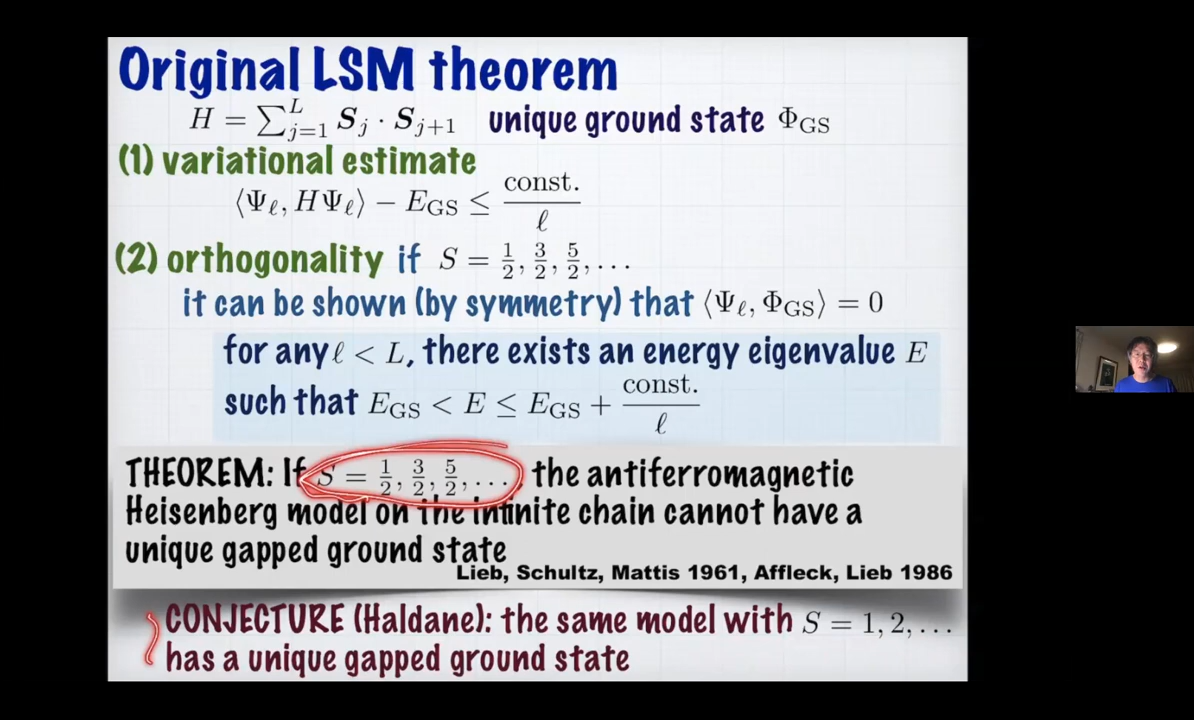 Original LSM theorem
H = ∑_{j=1}^{L} S_j · S_{j+1} unique ground state Φ_GS
(1) variational estimate
⟨Ψ_ℓ, HΨ_ℓ⟩ − E_GS ≤ const./ℓ
(2) orthogonality if S = 1/2, 3/2, 5/2, ...
it can be shown (by symmetry) that ⟨Ψ_ℓ, Φ_GS⟩ = 0
for any ℓ < L, there exists an energy eigenvalue E
such that E_GS < E ≤ E_GS + const./ℓ
THEOREM: If S = 1/2, 3/2, 5/2, ..., the antiferromagnetic
Heisenberg model on the infinite chain cannot have a
unique gapped ground state
Lieb, Schultz, Mattis 1961, Affleck, Lieb 1986
CONJECTURE (Haldane): the same model with S = 1, 2, ...
has a unique gapped ground state